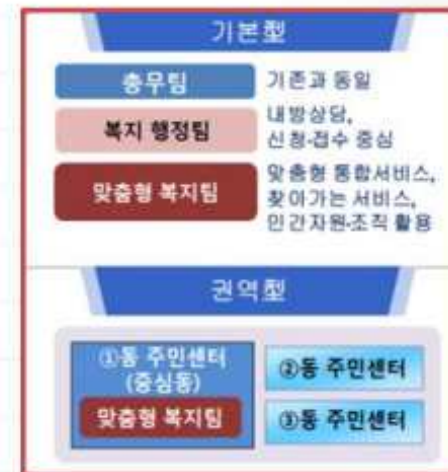 기본型
총무팀
기존과 동일
복지 행정팀
내방상담,
신청·접수 중심
맞춤형 복지팀
맞춤형 통합서비스,
찾아가는 서비스,
민간자원·조직 활용
권역型
①동 주민센터
(중심동)
맞춤형 복지팀
②동 주민센터
③동 주민센터